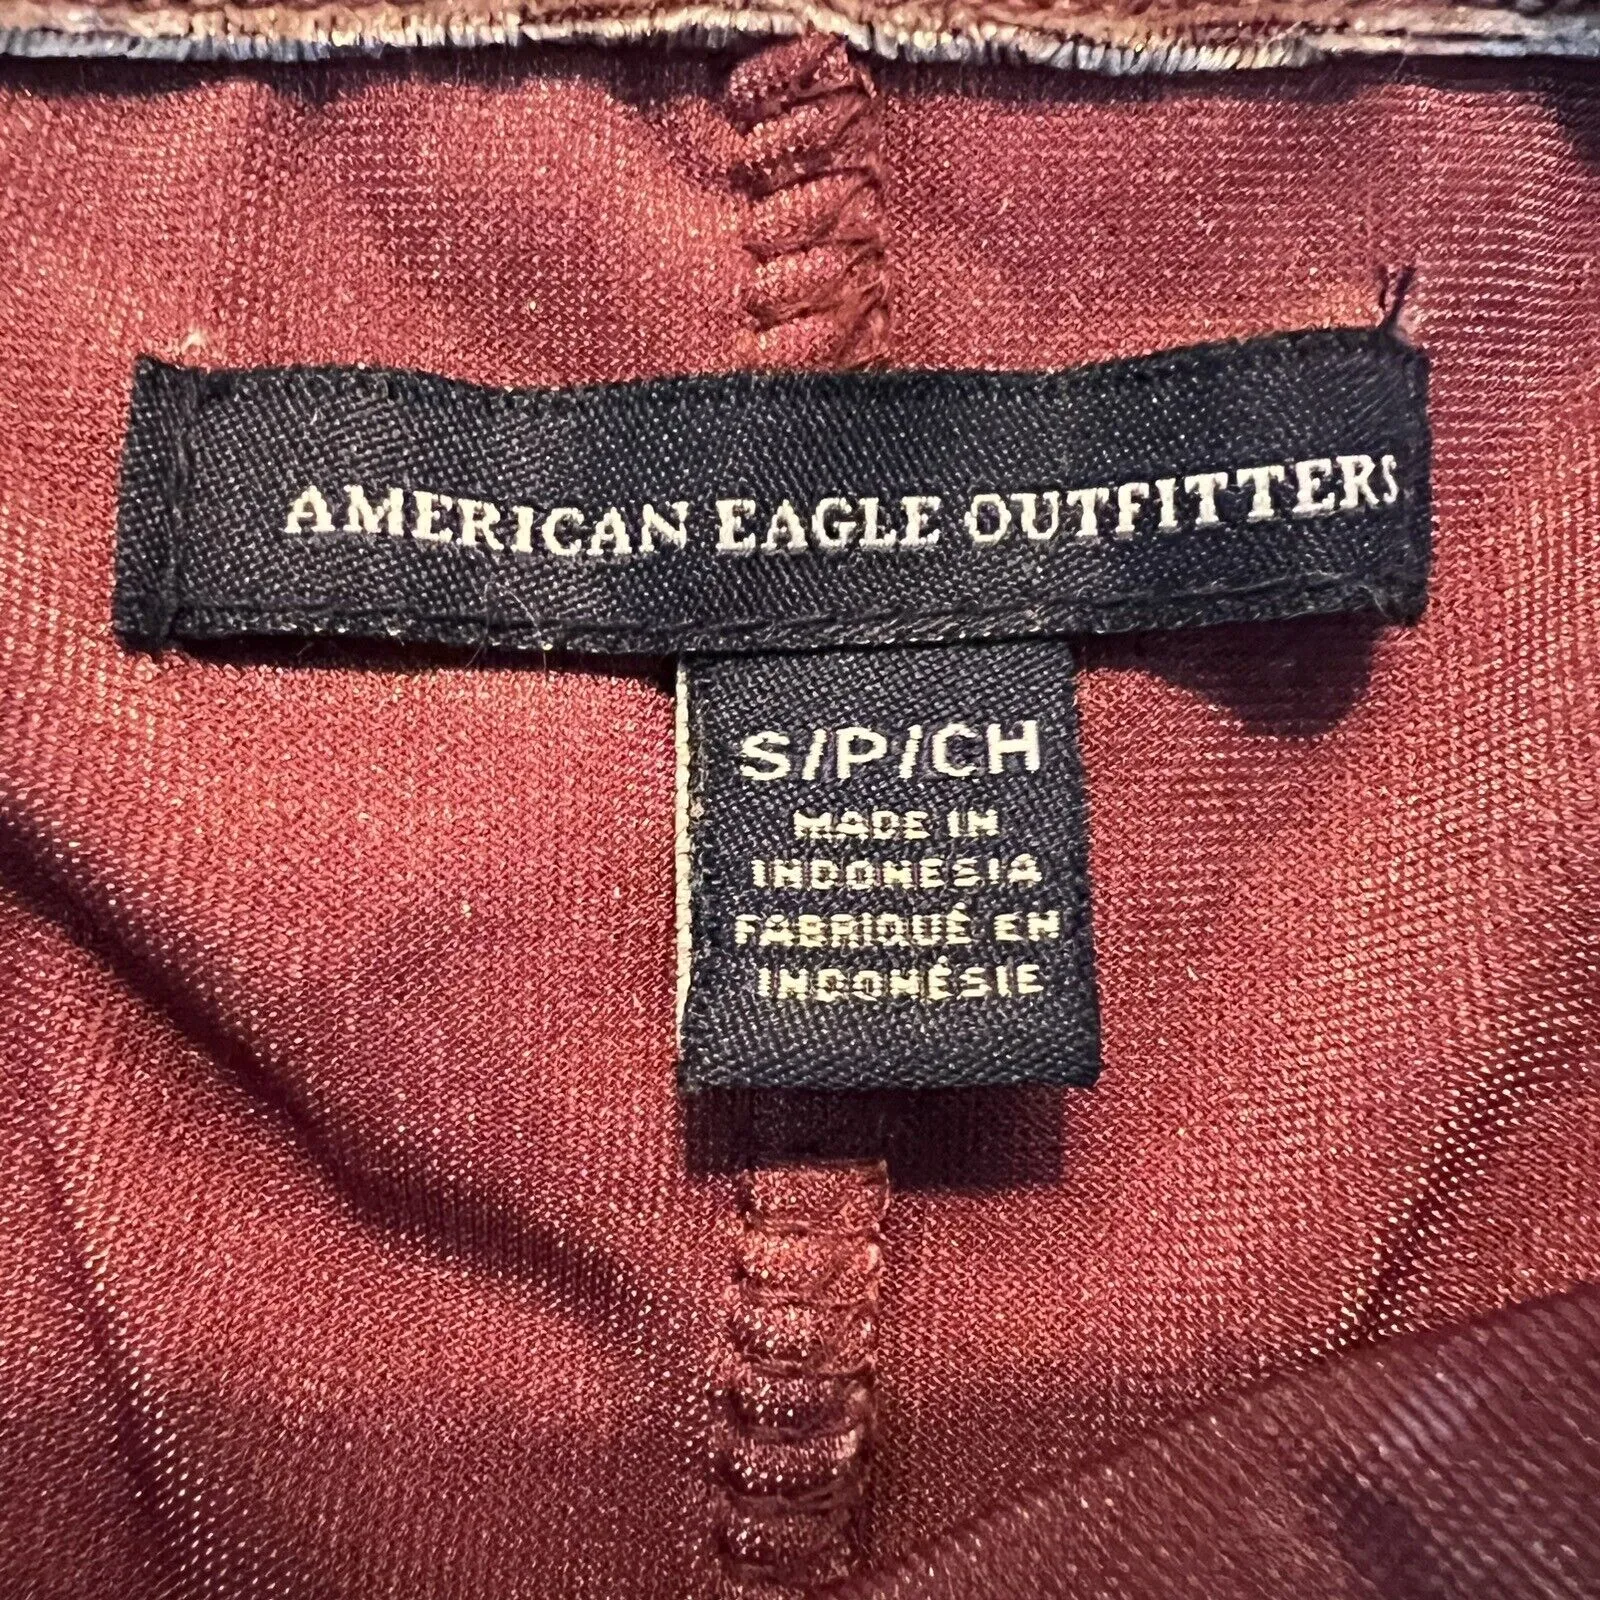 AMERICAN EAGLE OUTFITTERS
S/P/CH
MADE IN
INDONESIA
FABRIQUÉ EN
INDONÉSIE